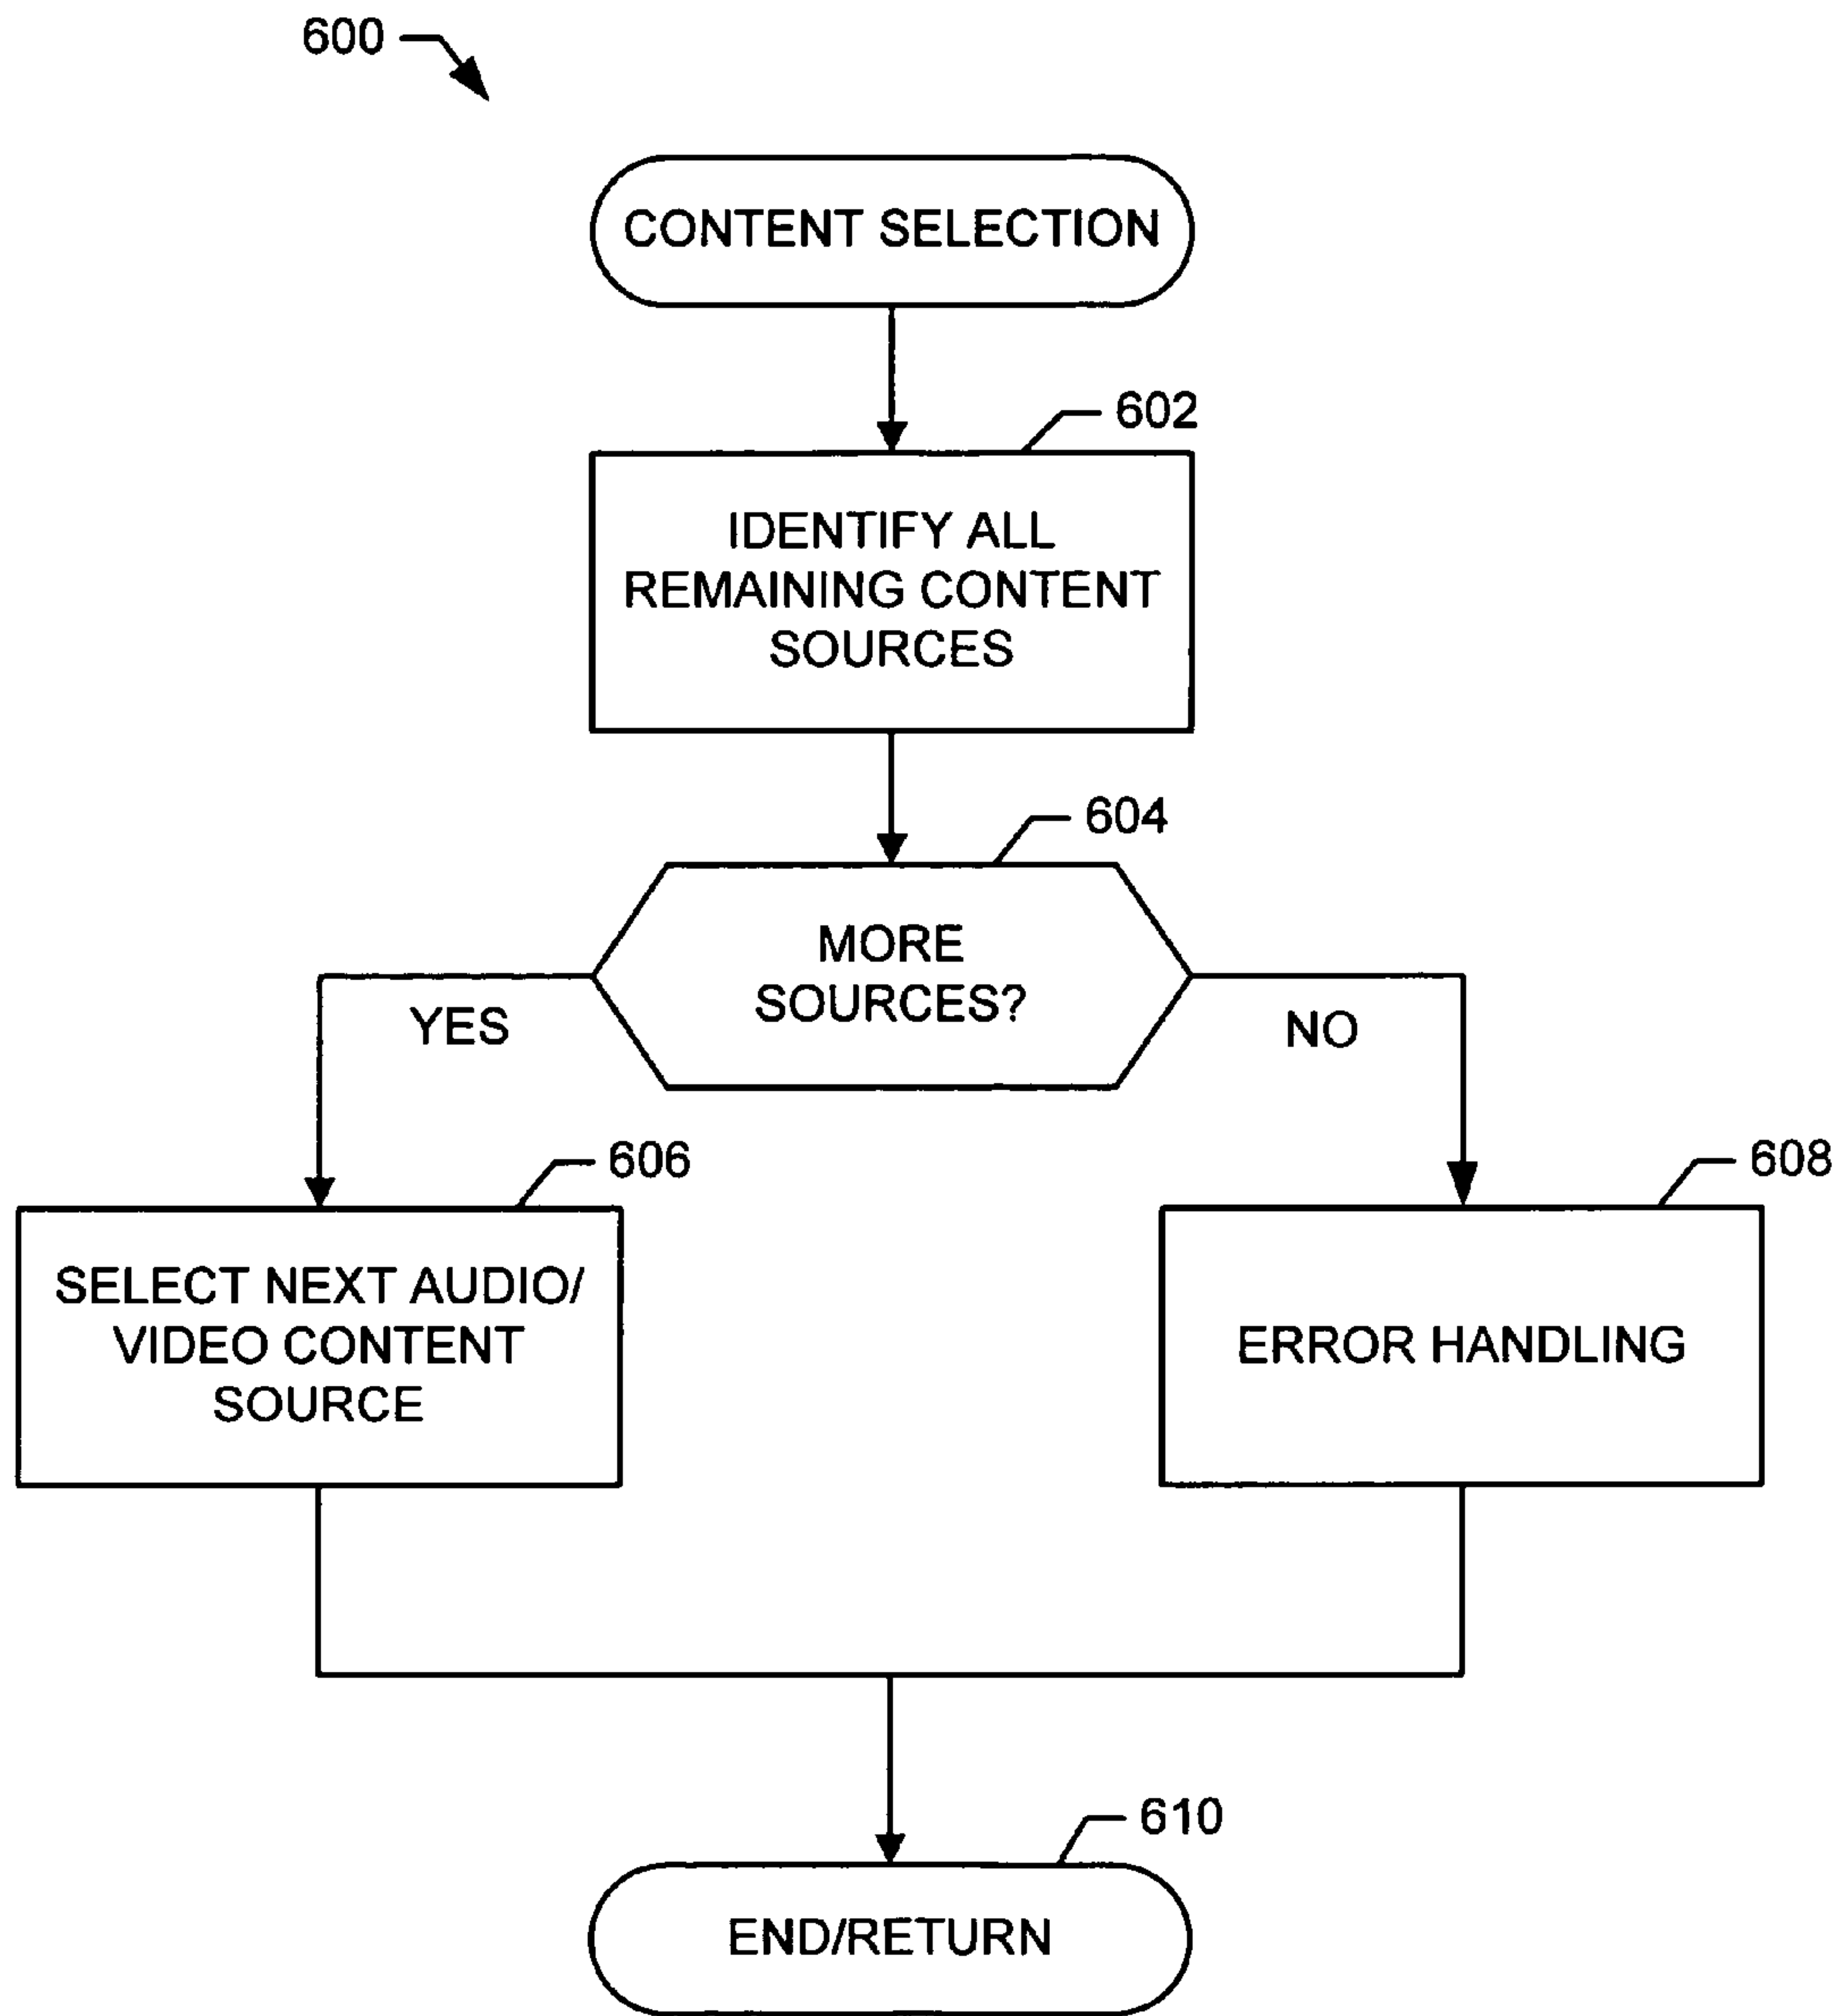 600
CONTENT SELECTION
602
IDENTIFY ALL
REMAINING CONTENT
SOURCES
604
MORE
SOURCES?
YES
NO
606
608
SELECT NEXT AUDIO/
VIDEO CONTENT
SOURCE
ERROR HANDLING
610
END/RETURN